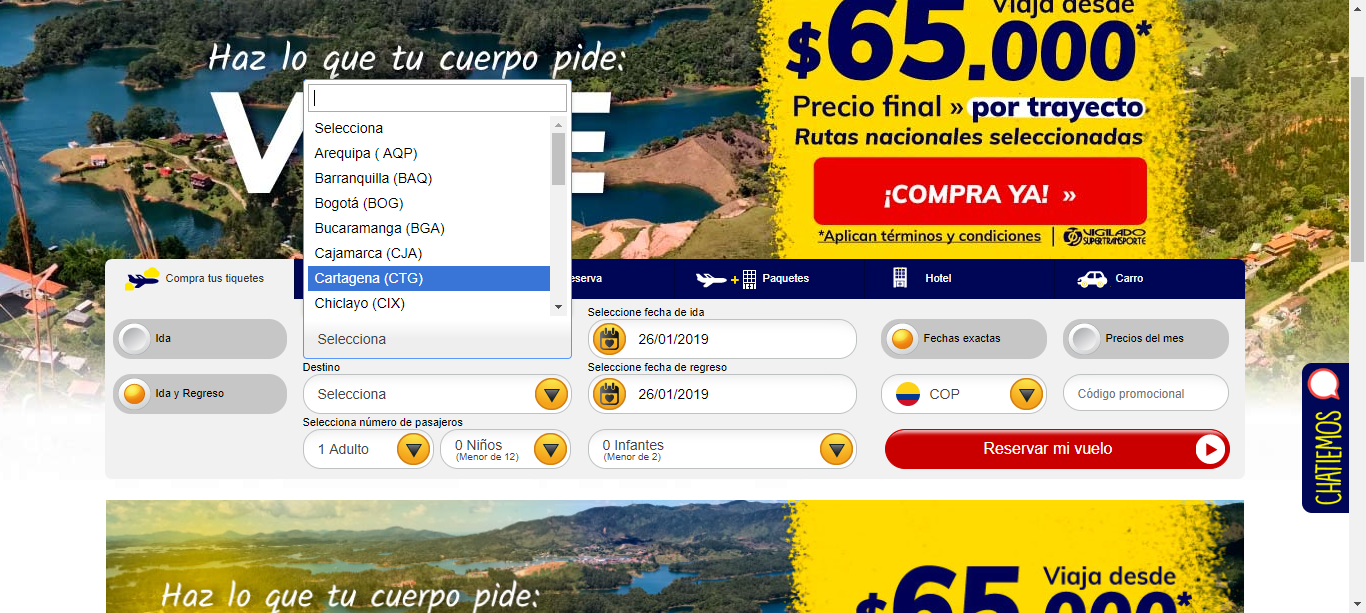 Viaja desde
$65.000*
Haz lo que tu cuerpo pide:
Precio final » por trayecto
Rutas nacionales seleccionadas
¡COMPRA YA! »
*Aplican términos y condiciones | VIGILADO
SUPERTRANSPORTE
Selecciona
Arequipa ( AQP)
Barranquilla (BAQ)
Bogotá (BOG)
Bucaramanga (BGA)
Cajamarca (CJA)
Cartagena (CTG)
Chiclayo (CIX)
Compra tus tiquetes
Paquetes
Hotel
Carro
Ida
Selecciona
Seleccione fecha de ida
26/01/2019
Fechas exactas
Precios del mes
Ida y Regreso
Destino
Selecciona
Seleccione fecha de regreso
26/01/2019
COP
Código promocional
Selecciona número de pasajeros
1 Adulto
0 Niños
(Menor de 12)
0 Infantes
(Menor de 2)
Reservar mi vuelo
CHATIEMOS
Haz lo que tu cuerpo pide:
Viaja desde
$65.000*